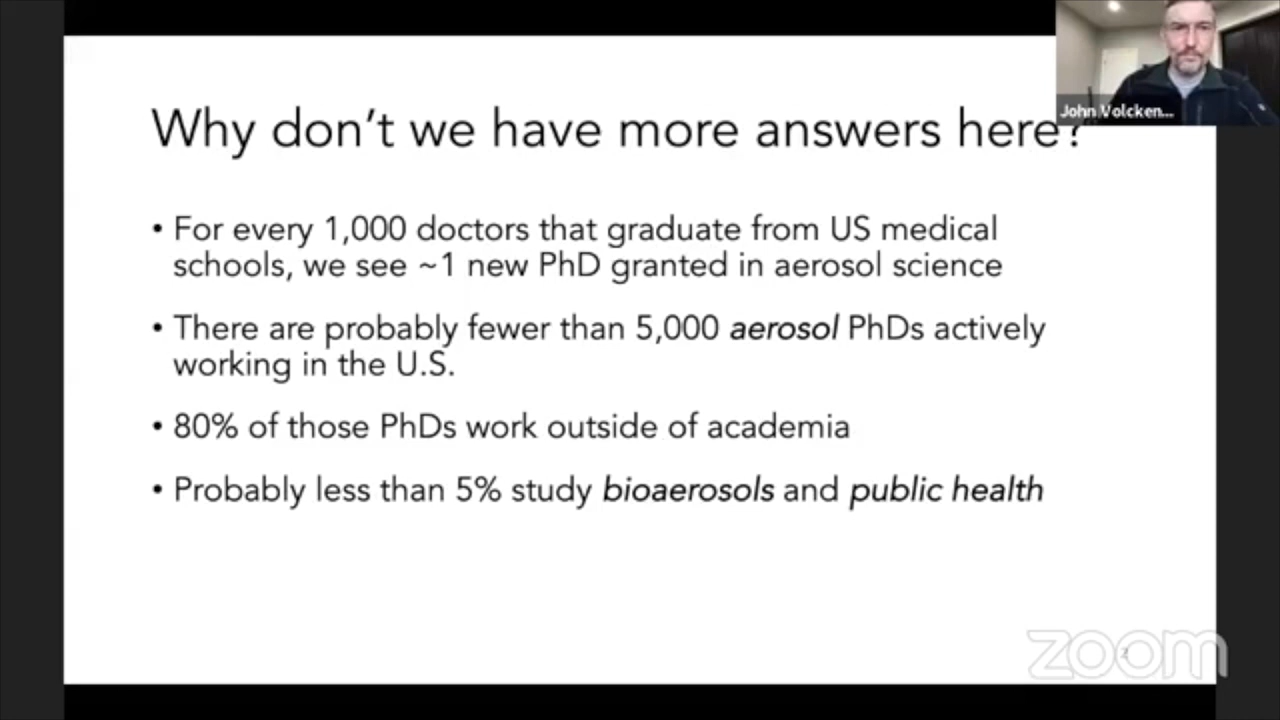 John Volcken...
Why don't we have more answers here?
• For every 1,000 doctors that graduate from US medical
schools, we see ~1 new PhD granted in aerosol science
• There are probably fewer than 5,000 aerosol PhDs actively
working in the U.S.
• 80% of those PhDs work outside of academia
• Probably less than 5% study bioaerosols and public health
2
zoom